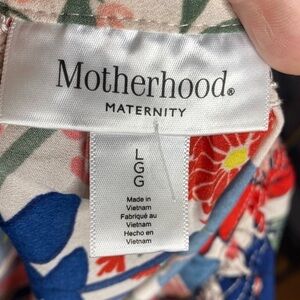 Motherhood®
MATERNITY
L
G
G
Made in
Vietnam
Fabriqué au
Vietnam
Hecho en
Vietnam